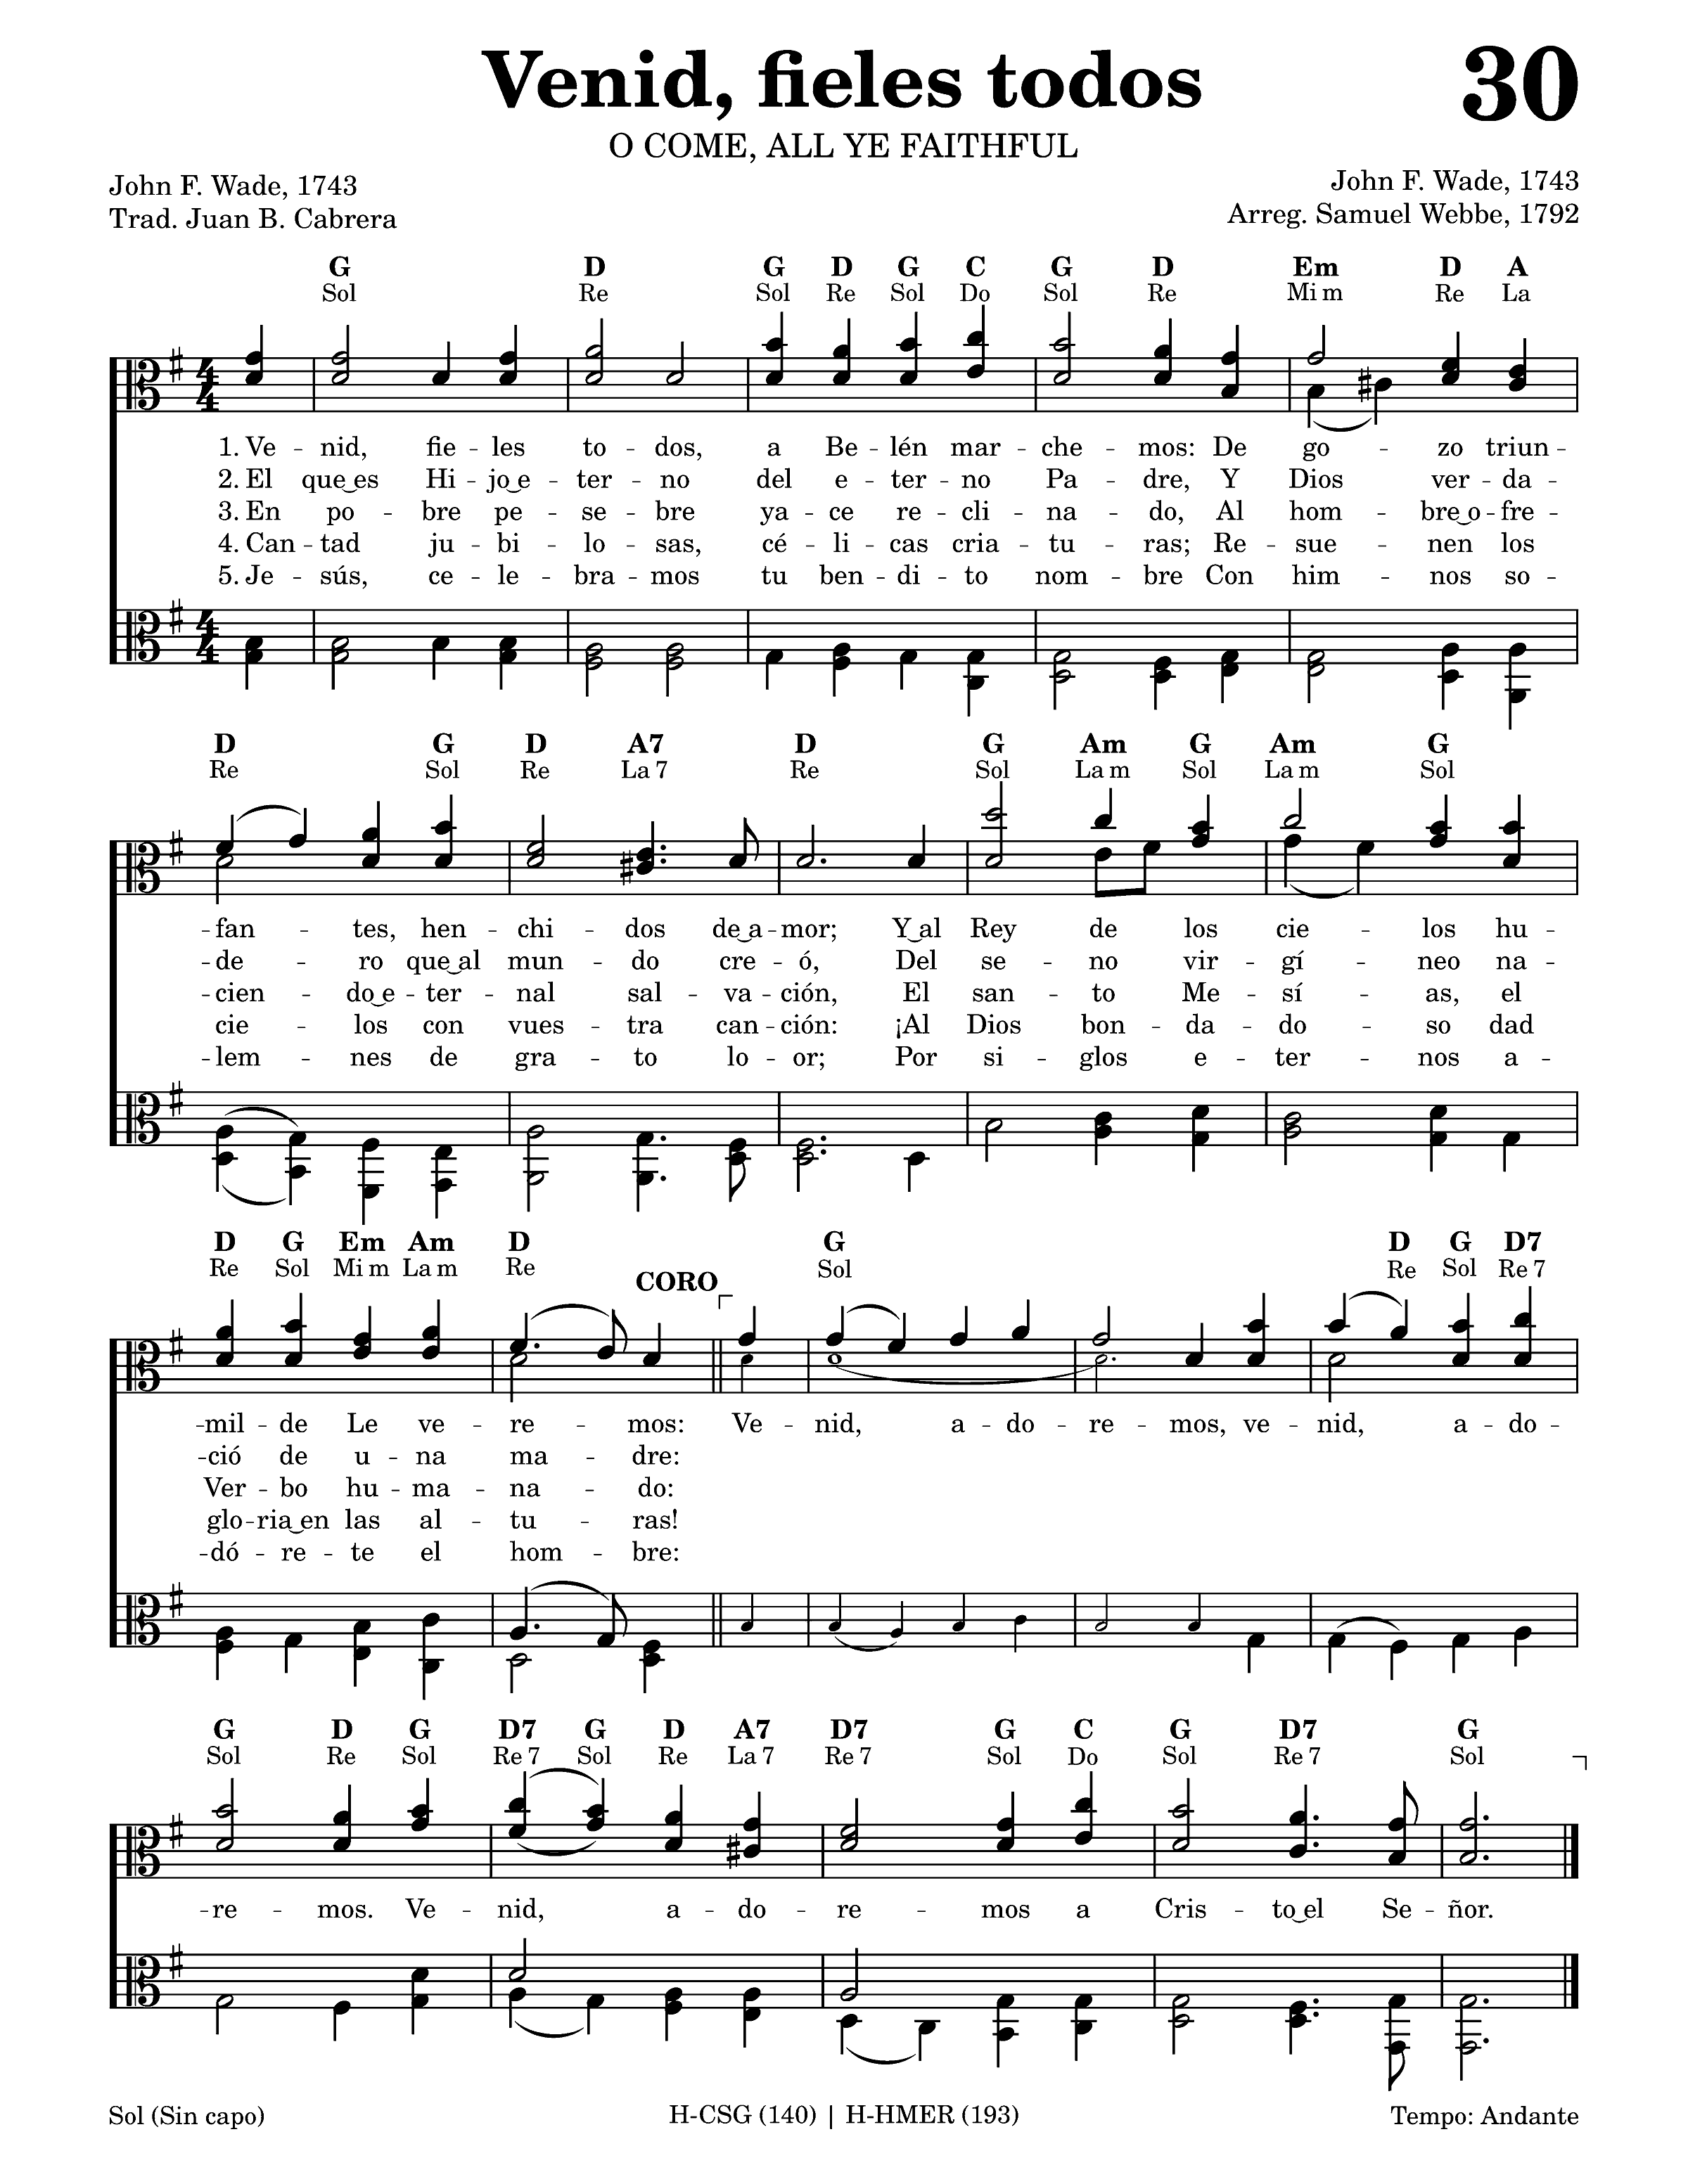 Venid, fieles todos
30
O COME, ALL YE FAITHFUL
John F. Wade, 1743
John F. Wade, 1743
Trad. Juan B. Cabrera
Arreg. Samuel Webbe, 1792
G D G D G C G D Em D A
Sol Re Sol Re Sol Do Sol Re Mi m Re La
1. Ve – nid, fie – les to – dos, a Be – lén mar – che – mos: De go – zo triun –
2. El que‿es Hi – jo‿e – ter – no del e – ter – no Pa – dre, Y Dios ver – da –
3. En po – bre pe – se – bre ya – ce re – cli – na – do, Al hom – bre‿o – fre –
4. Can – tad ju – bi – lo – sas, cé – li – cas cria – tu – ras; Re – sue – nen los
5. Je – sús, ce – le – bra – mos tu ben – di – to nom – bre Con him – nos so –
D G D A7 D G Am G Am G
Re Sol Re La 7 Re Sol La m Sol La m Sol
– fan – tes, hen – chi – dos de‿a – mor; Y‿al Rey de los cie – los hu –
– de – ro que‿al mun – do cre – ó, Del se – no vir – gí – neo na –
– cien – do‿e – ter – nal sal – va – ción, El san – to Me – sí – as, el
cie – los con vues – tra can – ción: ¡Al Dios bon – da – do – so dad
– lem – nes de gra – to lo – or; Por si – glos e – ter – nos a –
D G Em Am D G D G D7
Re Sol Mi m La m Re Sol Re Sol Re 7
CORO
– mil – de Le ve – re – mos: Ve – nid, a – do – re – mos, ve – nid, a – do –
– ció de u – na ma – dre:
Ver – bo hu – ma – na – do:
glo – ria‿en las al – tu – ras!
– dó – re – te el hom – bre:
G D G D7 G D A7 D7 G C G D7 G
Sol Re Sol Re 7 Sol Re La 7 Re 7 Sol Do Sol Re 7 Sol
– re – mos. Ve – nid, a – do – re – mos a Cris – to‿el Se – ñor.
Sol (Sin capo)
H-CSG (140) | H-HMER (193)
Tempo: Andante